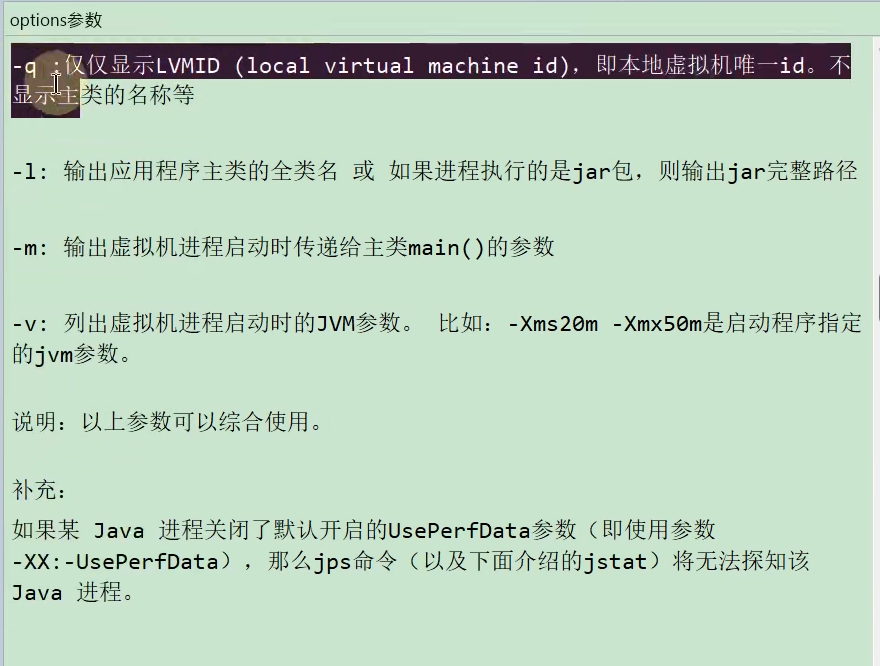 options参数
-q :仅仅显示LVMID (local virtual machine id)，即本地虚拟机唯一id。不
显示主类的名称等
-l: 输出应用程序主类的全类名 或 如果进程执行的是jar包，则输出jar完整路径
-m: 输出虚拟机进程启动时传递给主类main()的参数
-v: 列出虚拟机进程启动时的JVM参数。 比如：-Xms20m -Xmx50m是启动程序指定
的jvm参数。
说明：以上参数可以综合使用。
补充：
如果某 Java 进程关闭了默认开启的UsePerfData参数（即使用参数
-XX:-UsePerfData），那么jps命令（以及下面介绍的jstat）将无法探知该
Java 进程。